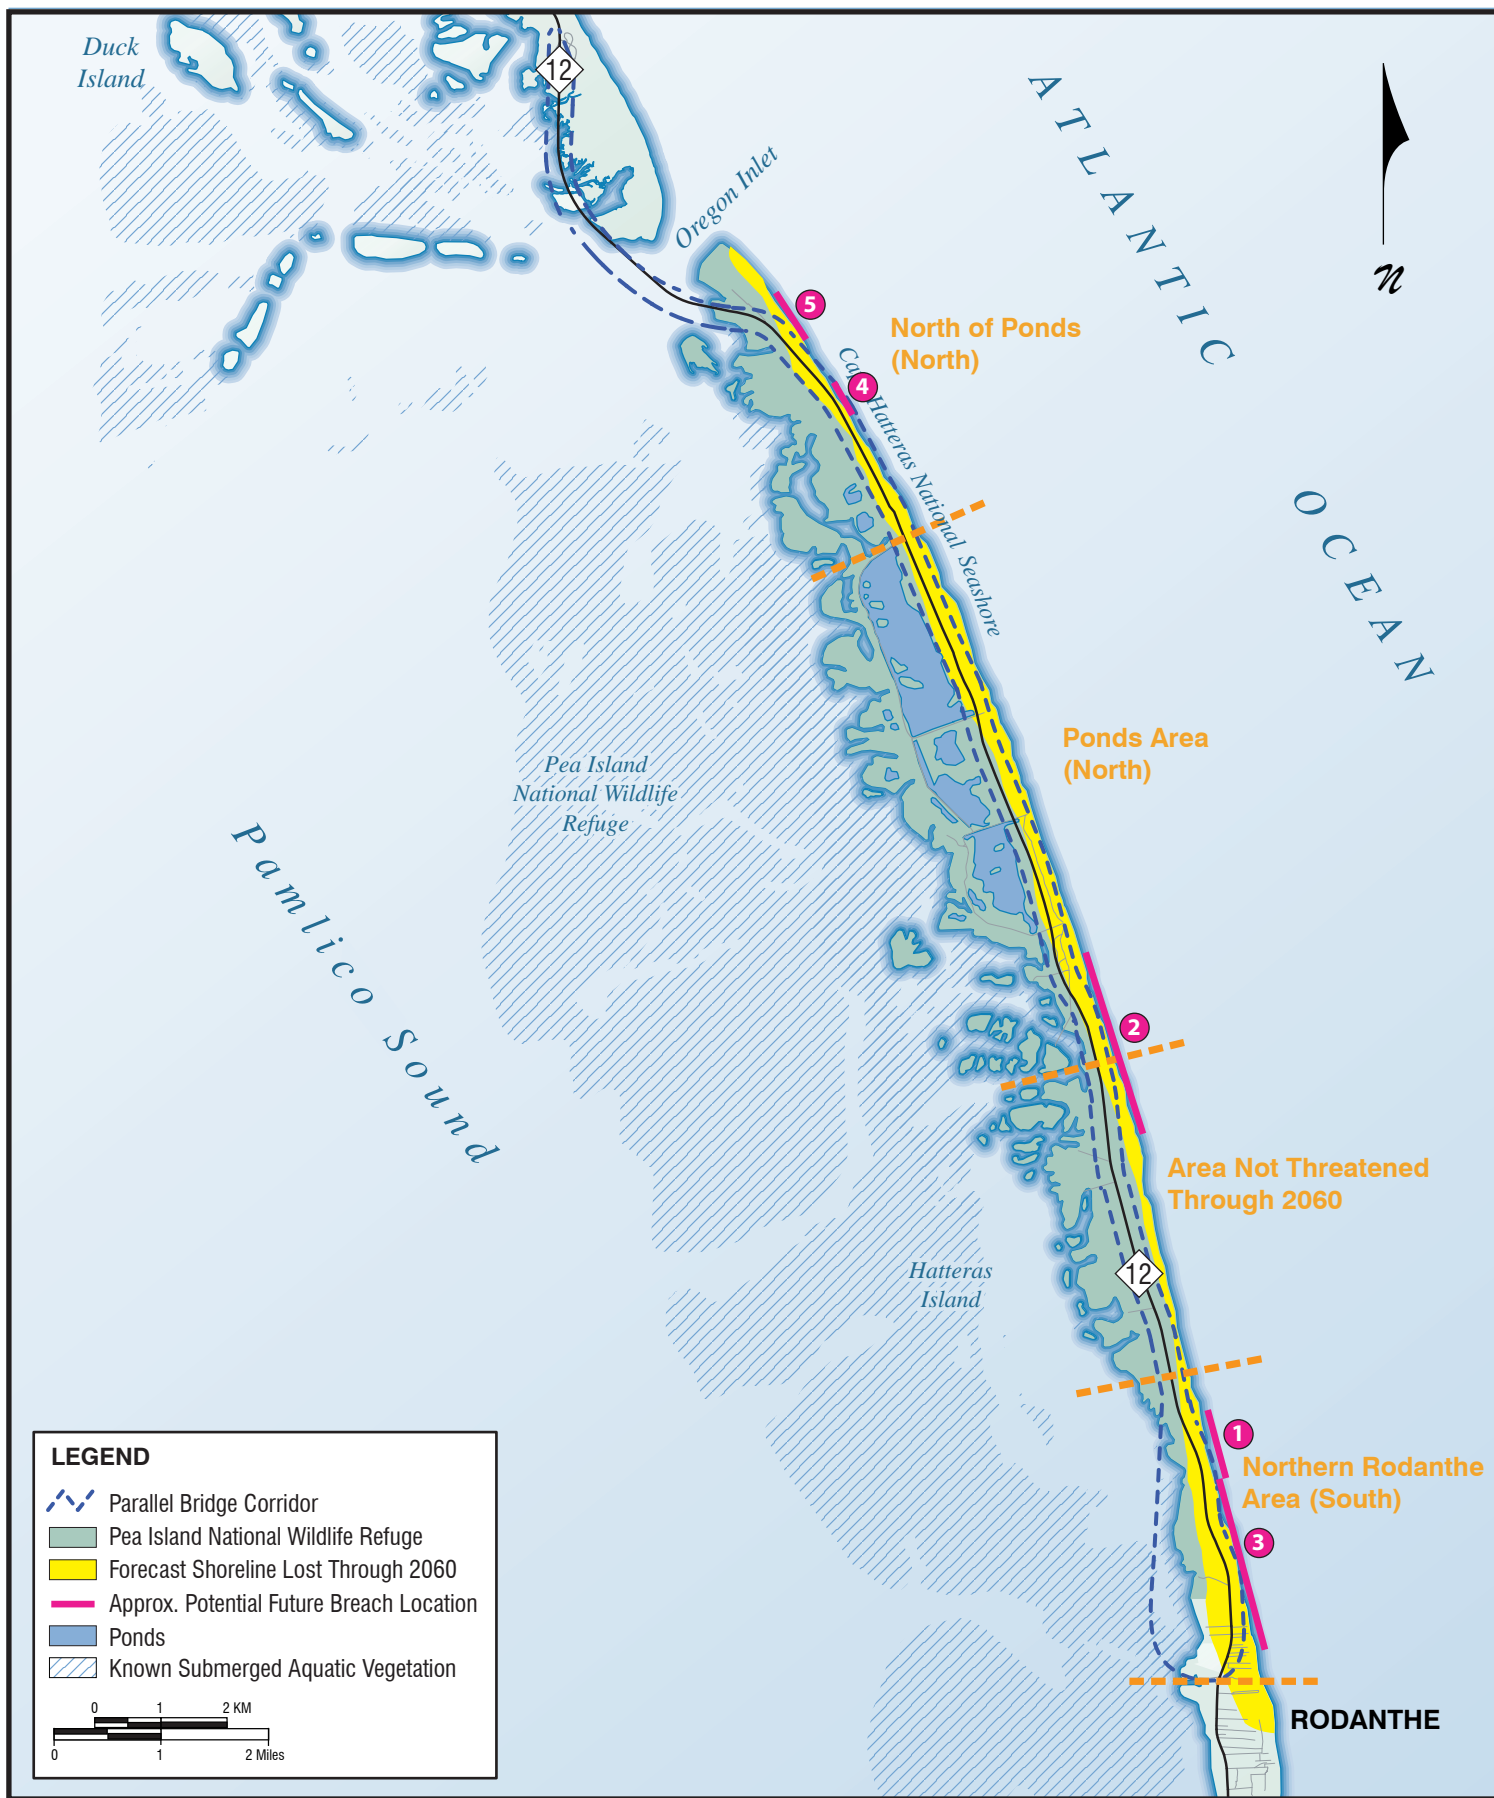 Duck
Island
12
ATLANTIC
OCEAN
Oregon Inlet
n
5
North of Ponds
(North)
4
Cape Hatteras National Seashore
Ponds Area
(North)
Pea Island
National Wildlife
Refuge
Pamlico Sound
2
Area Not Threatened
Through 2060
12
Hatteras
Island
1
Northern Rodanthe
Area (South)
3
RODANTHE
LEGEND
Parallel Bridge Corridor
Pea Island National Wildlife Refuge
Forecast Shoreline Lost Through 2060
Approx. Potential Future Breach Location
Ponds
Known Submerged Aquatic Vegetation
0 1 2 KM
0 1 2 Miles